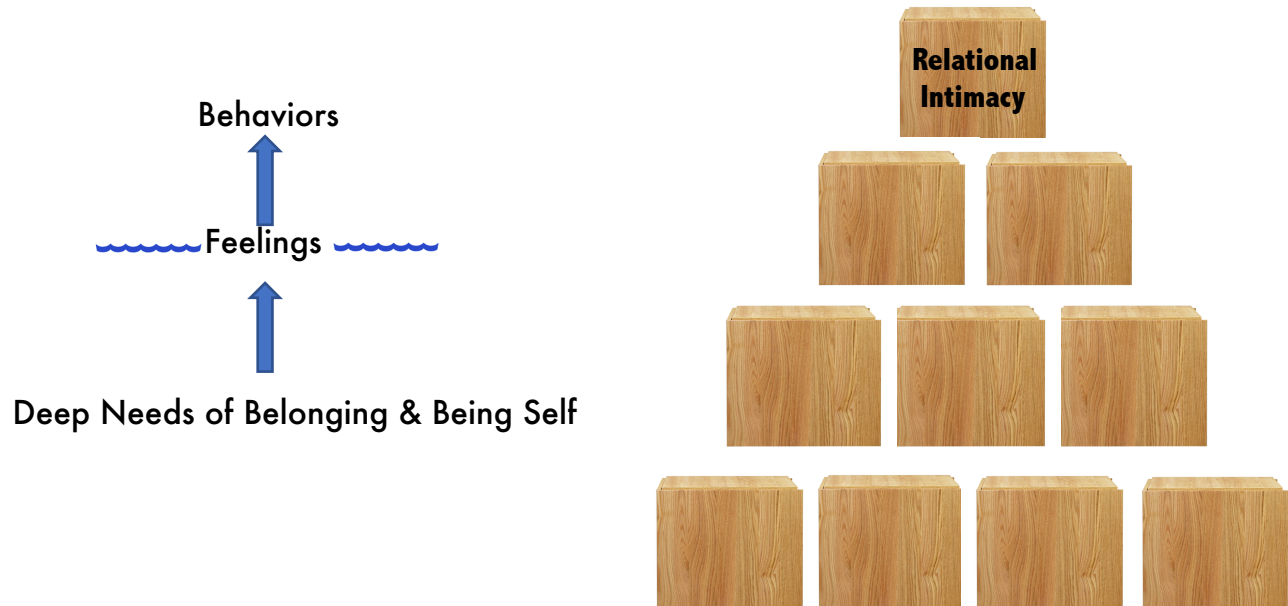 Behaviors
Feelings
Deep Needs of Belonging & Being Self
Relational
Intimacy